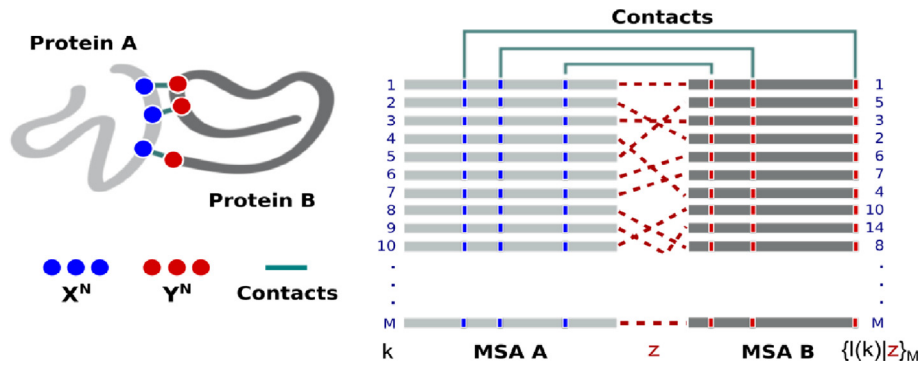 Contacts
Protein A
Protein B
X^N Y^N Contacts
1 1
2 5
3 3
4 2
5 6
6 7
7 4
8 10
9 14
10 8
. .
. .
. .
M M
k MSA A z MSA B {l(k)|z}_M